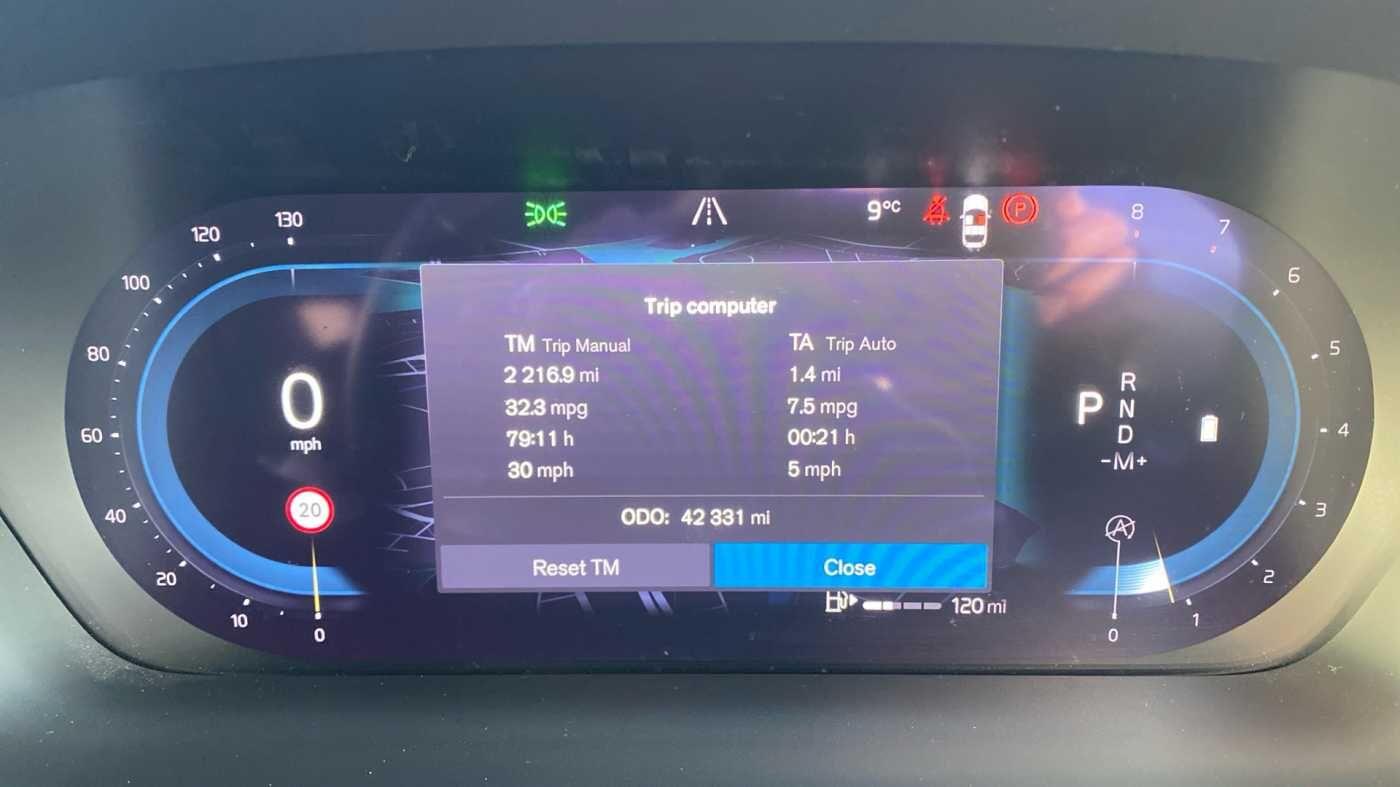 130
120
100
80
60
40
20
10
0
0
mph
20
9°C
P
Trip computer
TM Trip Manual
2 216.9 mi
32.3 mpg
79:11 h
30 mph
TA Trip Auto
1.4 mi
7.5 mpg
00:21 h
5 mph
ODO: 42 331 mi
Reset TM
Close
120 mi
P
R
N
D
-M+
A
8
7
6
5
4
3
2
1
0